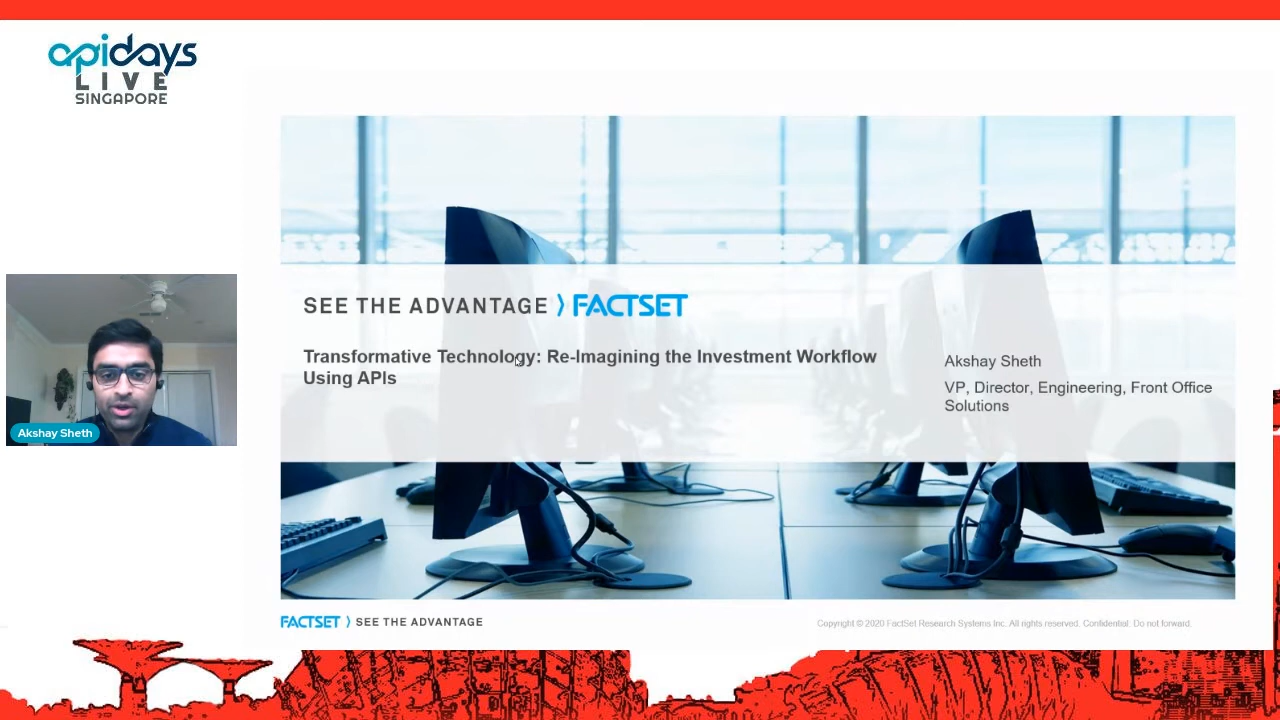 apidays
LIVE
SINGAPORE
SEE THE ADVANTAGE ⟩ FACTSET
Transformative Technology: Re-Imagining the Investment Workflow
Using APIs
Akshay Sheth
VP, Director, Engineering, Front Office
Solutions
Akshay Sheth
FACTSET ⟩ SEE THE ADVANTAGE
Copyright © 2020 FactSet Research Systems Inc. All rights reserved. Confidential: Do not forward.